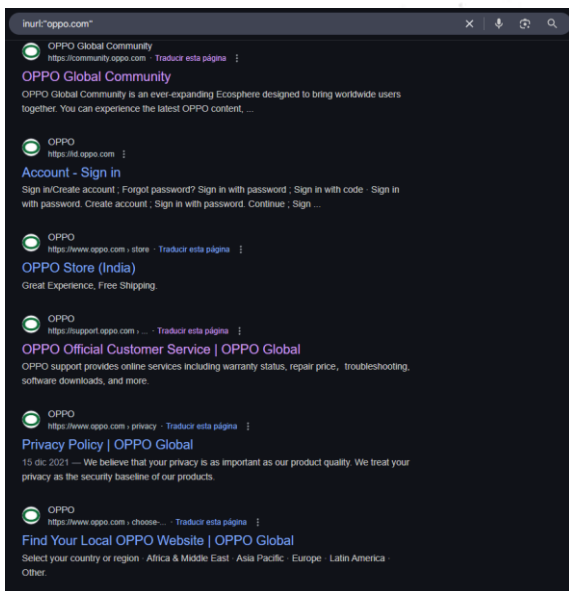 inurl:"oppo.com"
OPPO Global Community
https://community.oppo.com · Traducir esta página
OPPO Global Community
OPPO Global Community is an ever-expanding Ecosphere designed to bring worldwide users
together. You can experience the latest OPPO content, ...
OPPO
https://id.oppo.com
Account - Sign in
Sign in/Create account ; Forgot password? Sign in with password ; Sign in with code · Sign in
with password. Create account ; Sign in with password. Continue ; Sign ...
OPPO
https://www.oppo.com › store · Traducir esta página
OPPO Store (India)
Great Experience, Free Shipping.
OPPO
https://support.oppo.com › ... · Traducir esta página
OPPO Official Customer Service | OPPO Global
OPPO support provides online services including warranty status, repair price, troubleshooting,
software downloads, and more.
OPPO
https://www.oppo.com › privacy · Traducir esta página
Privacy Policy | OPPO Global
15 dic 2021 — We believe that your privacy is as important as our product quality. We treat your
privacy as the security baseline of our products.
OPPO
https://www.oppo.com › choose-... · Traducir esta página
Find Your Local OPPO Website | OPPO Global
Select your country or region · Africa & Middle East · Asia Pacific · Europe · Latin America ·
Other.